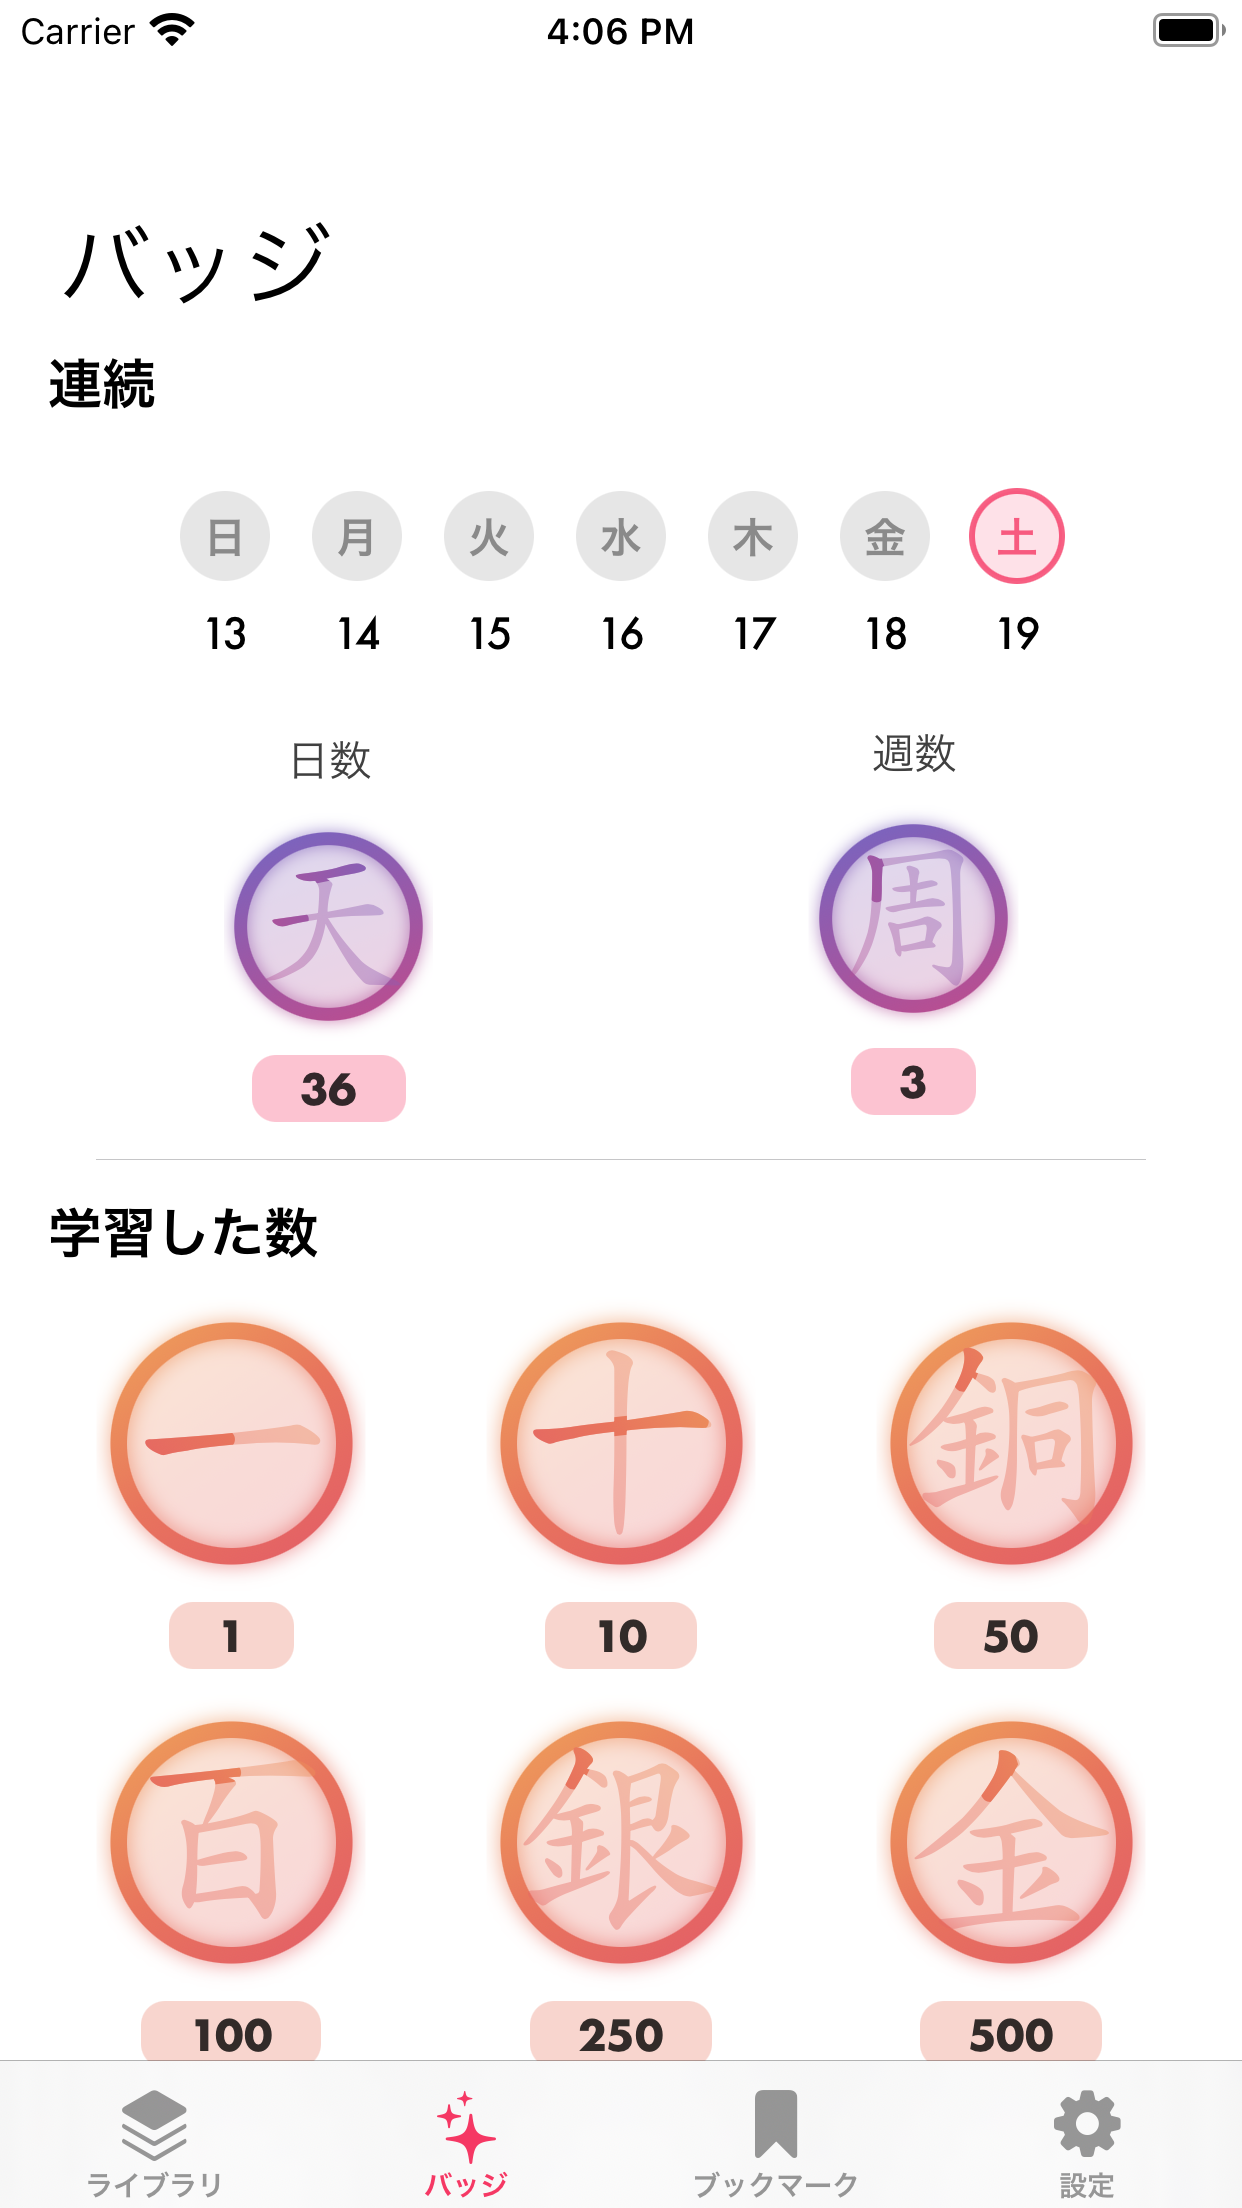 Carrier 4:06 PM
バッジ
連続
日 月 火 水 木 金 土
13 14 15 16 17 18 19
日数 週数
天 周
36 3
学習した数
一 十 銅
1 10 50
百 銀 金
100 250 500
ライブラリ バッジ ブックマーク 設定